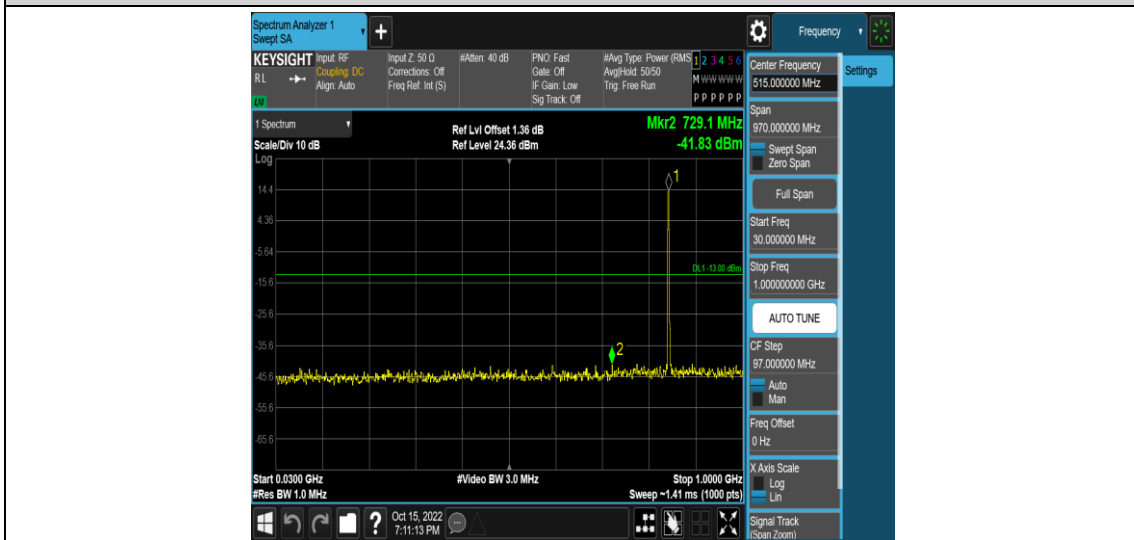 Spectrum Analyzer 1
Swept SA
+
Frequency
KEYSIGHT
RL
LXI
Input: RF
Coupling: DC
Align: Auto
Input Z: 50 Ω
Corrections: Off
Freq Ref: Int (S)
#Atten: 40 dB
PNO: Fast
Gate: Off
IF Gain: Low
Sig Track: Off
#Avg Type: Power (RMS
Avg|Hold: 50/50
Trig: Free Run
1 2 3 4 5 6
M W W W W W
P P P P P P
Center Frequency
515.000000 MHz
Settings
1 Spectrum
Scale/Div 10 dB
Log
Ref Lvl Offset 1.36 dB
Ref Level 24.36 dBm
Mkr2 729.1 MHz
-41.83 dBm
Span
970.000000 MHz
Swept Span
Zero Span
Full Span
Start Freq
30.000000 MHz
Stop Freq
1.000000000 GHz
AUTO TUNE
CF Step
97.000000 MHz
Auto
Man
Freq Offset
0 Hz
X Axis Scale
Log
Lin
Signal Track
(Span Zoom)
14.4
4.36
-5.64
-15.6
-25.6
-35.6
-45.6
-55.6
-65.6
1
DL1 -13.00 dBm
2
Start 0.0300 GHz
#Res BW 1.0 MHz
#Video BW 3.0 MHz
Stop 1.0000 GHz
Sweep ~1.41 ms (1000 pts)
?
Oct 15, 2022
7:11:13 PM